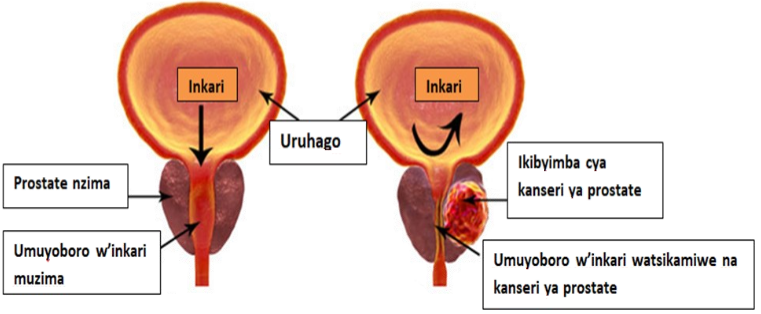 Inkari
Inkari
Uruhago
Prostate nzima
Ikibyimba cya
kanseri ya prostate
Umuyoboro w'inkari
muzima
Umuyoboro w'inkari watsikamiwe na
kanseri ya prostate